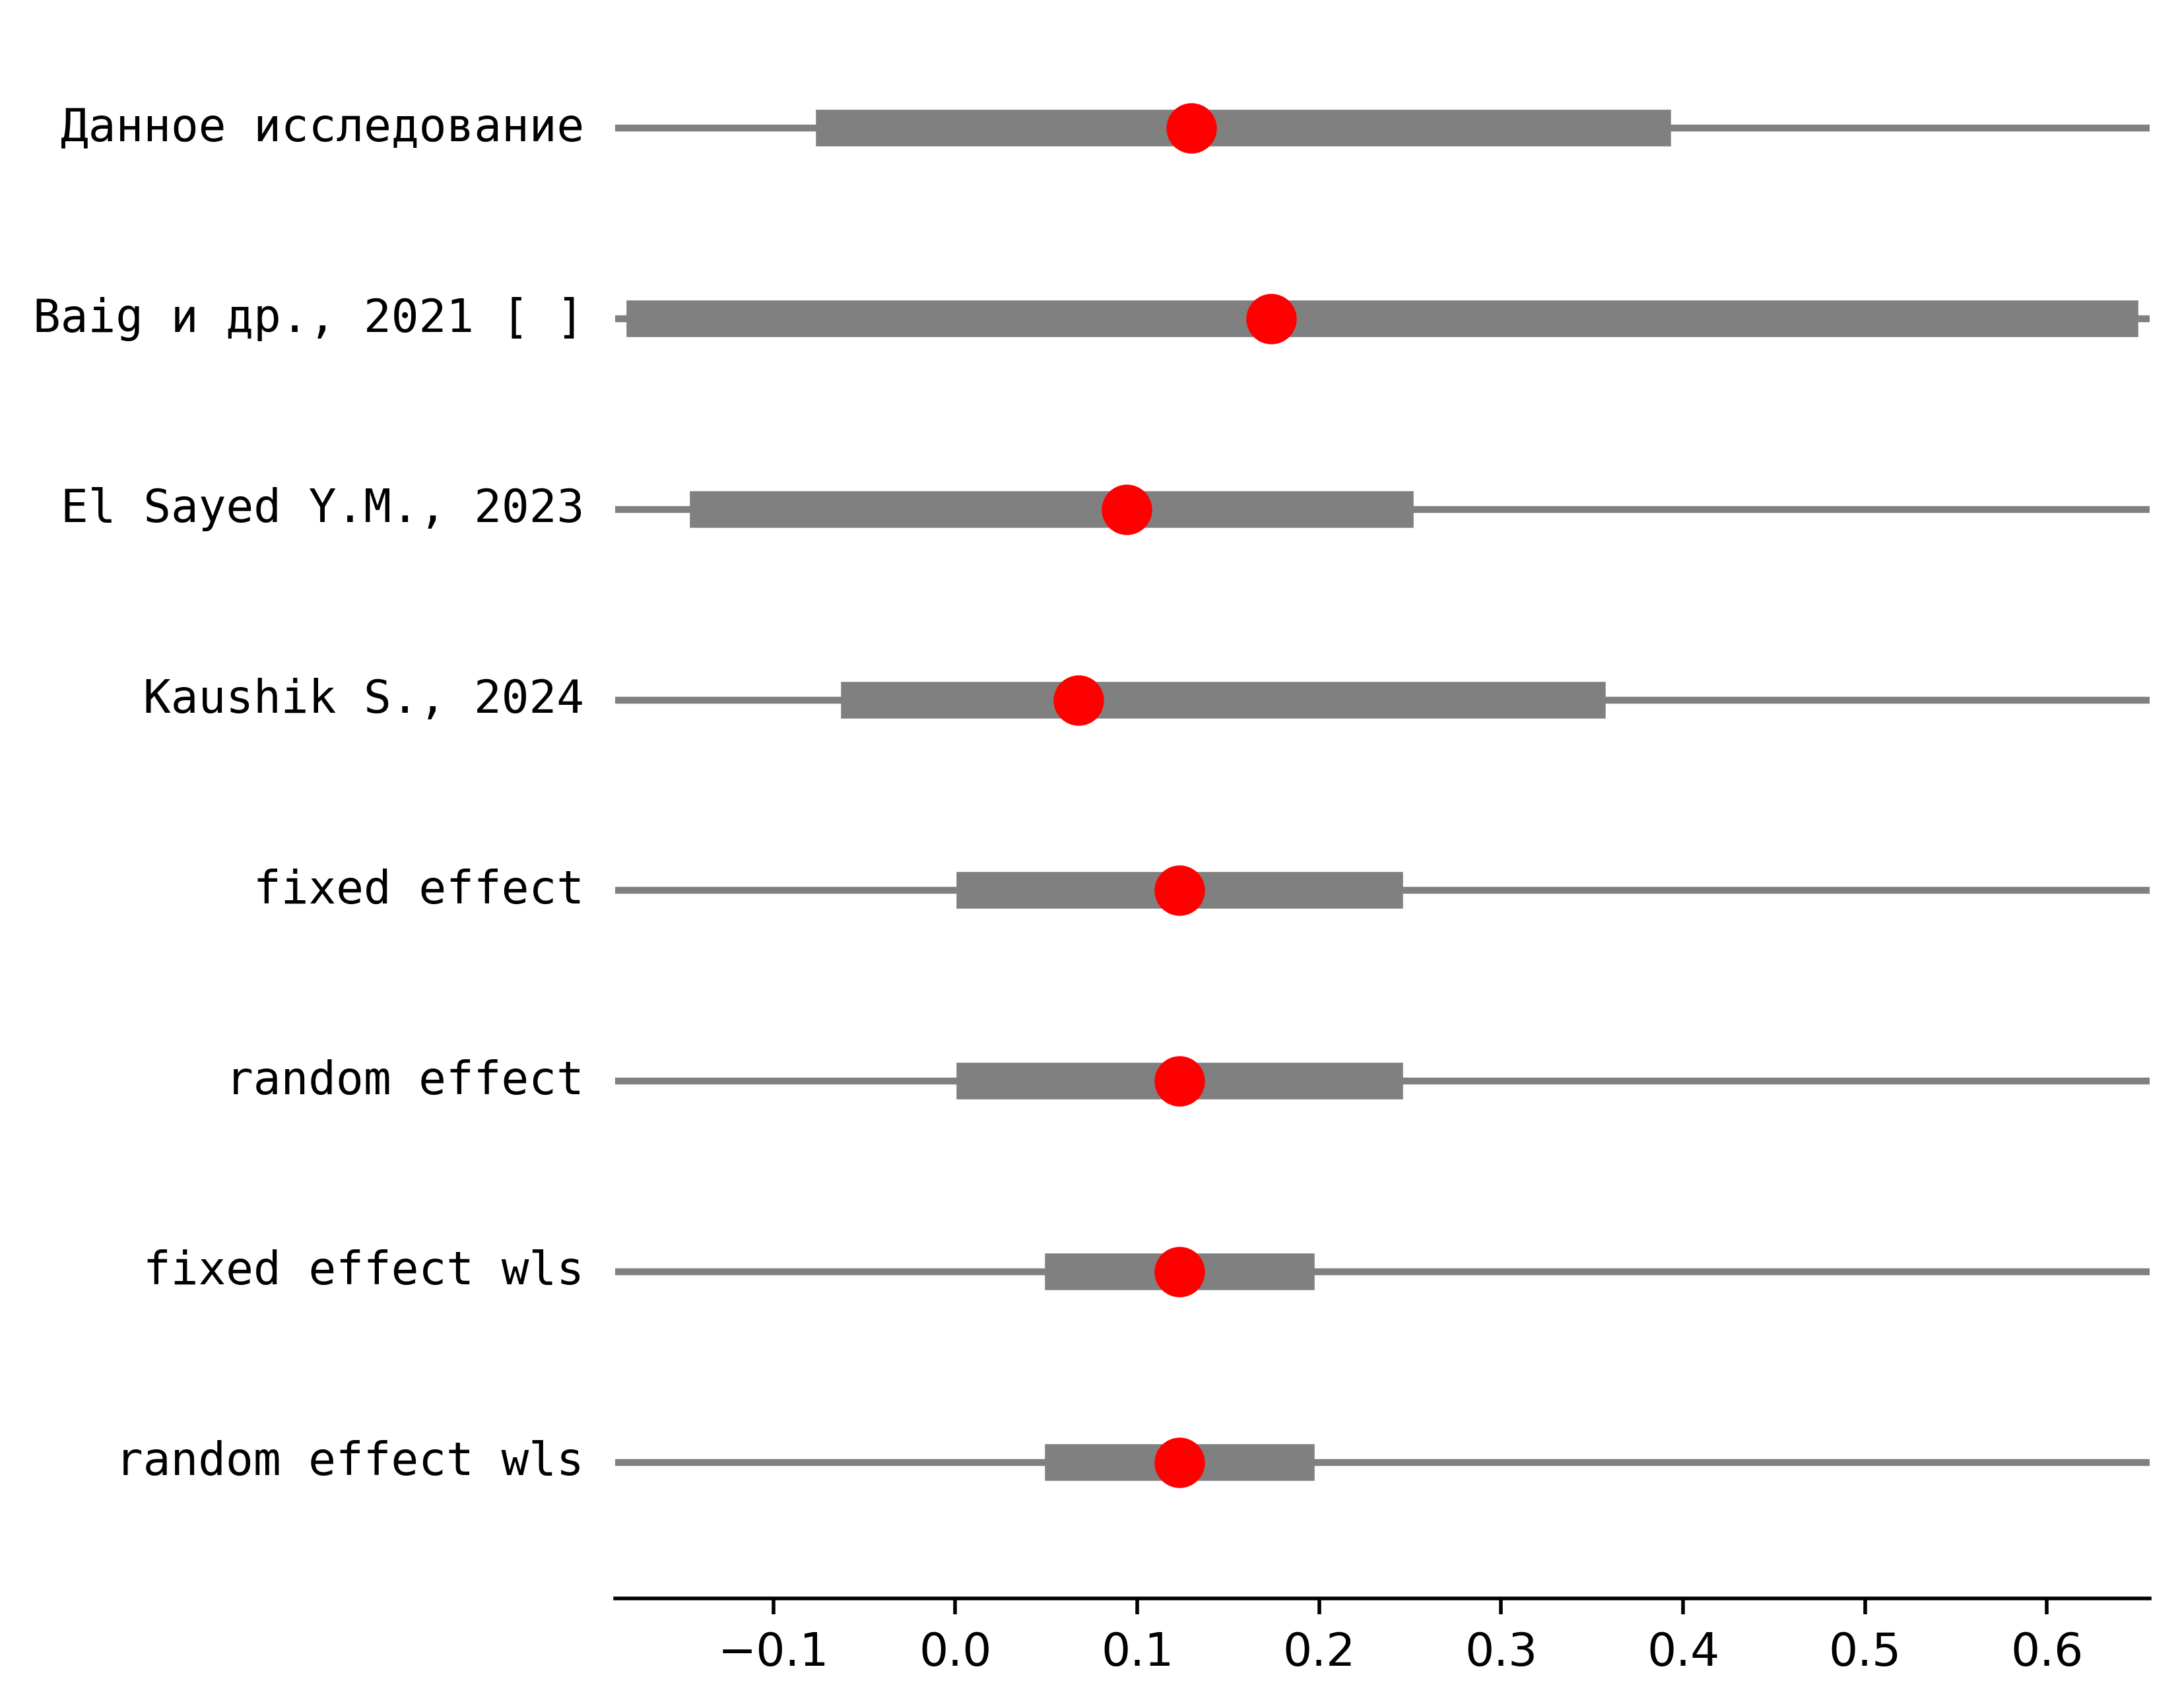 Данное исследование
Baig и др., 2021 [ ]
El Sayed Y.M., 2023
Kaushik S., 2024
fixed effect
random effect
fixed effect wls
random effect wls
−0.1 0.0 0.1 0.2 0.3 0.4 0.5 0.6